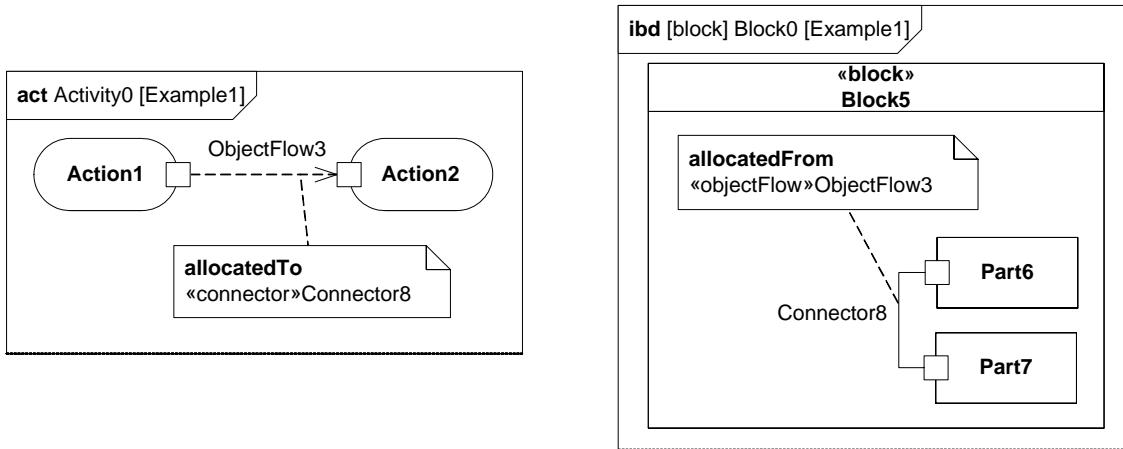 act Activity0 [Example1]
ObjectFlow3
Action1
Action2
allocatedTo
«connector»Connector8
ibd [block] Block0 [Example1]
«block»
Block5
allocatedFrom
«objectFlow»ObjectFlow3
Part6
Connector8
Part7